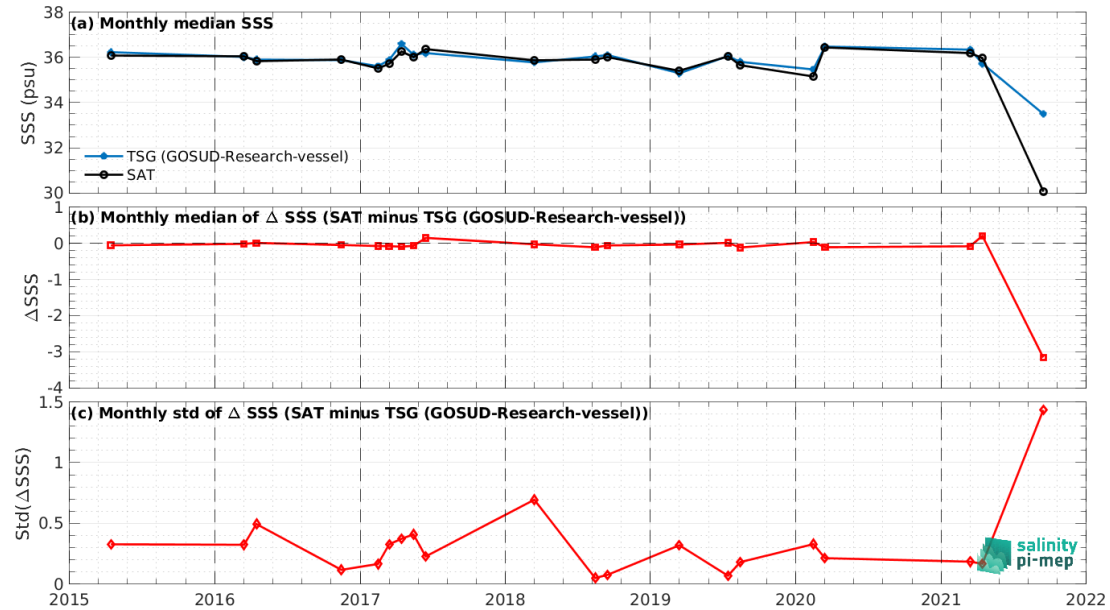 (a) Monthly median SSS
38
36
34
32
30
SSS (psu)
TSG (GOSUD-Research-vessel)
SAT
(b) Monthly median of Δ SSS (SAT minus TSG (GOSUD-Research-vessel))
1
0
-1
-2
-3
-4
ΔSSS
(c) Monthly std of Δ SSS (SAT minus TSG (GOSUD-Research-vessel))
1.5
1
0.5
0
Std(ΔSSS)
salinity
pi-mep
2015 2016 2017 2018 2019 2020 2021 2022